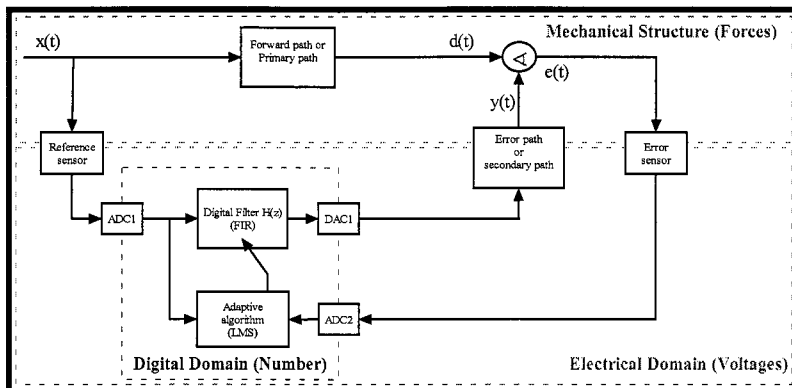 Mechanical Structure (Forces)
x(t)
Forward path or
Primary path
d(t)
e(t)
y(t)
Reference
sensor
Error path
or
secondary path
Error
sensor
ADC1
Digital Filter H(z)
(FIR)
DAC1
Adaptive
algorithm
(LMS)
ADC2
Digital Domain (Number)
Electrical Domain (Voltages)